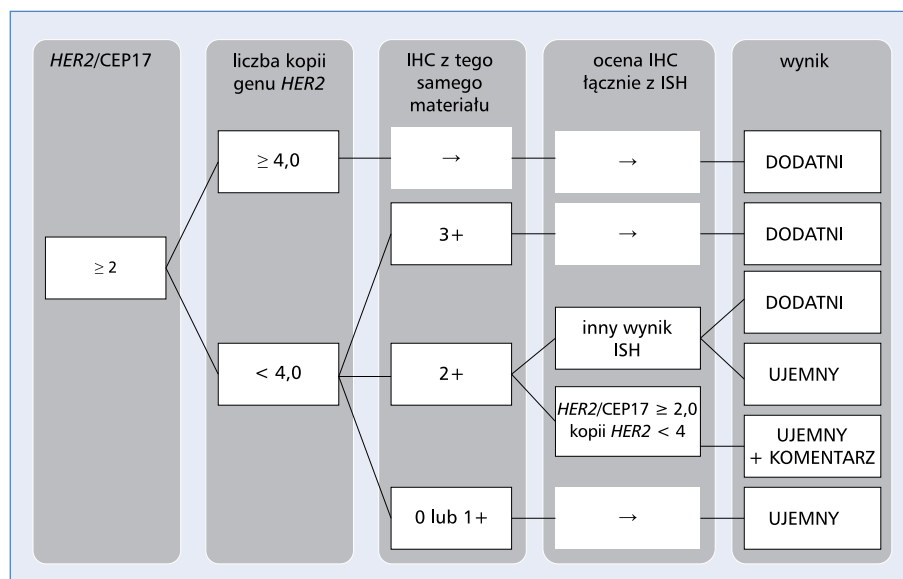 HER2/CEP17
liczba kopii
genu HER2
IHC z tego
samego
materiału
ocena IHC
łącznie z ISH
wynik
≥ 4,0
→
→
DODATNI
3+
→
DODATNI
≥ 2
DODATNI
inny wynik
ISH
< 4,0
2+
UJEMNY
HER2/CEP17 ≥ 2,0
kopii HER2 < 4
UJEMNY
+ KOMENTARZ
0 lub 1+
→
UJEMNY